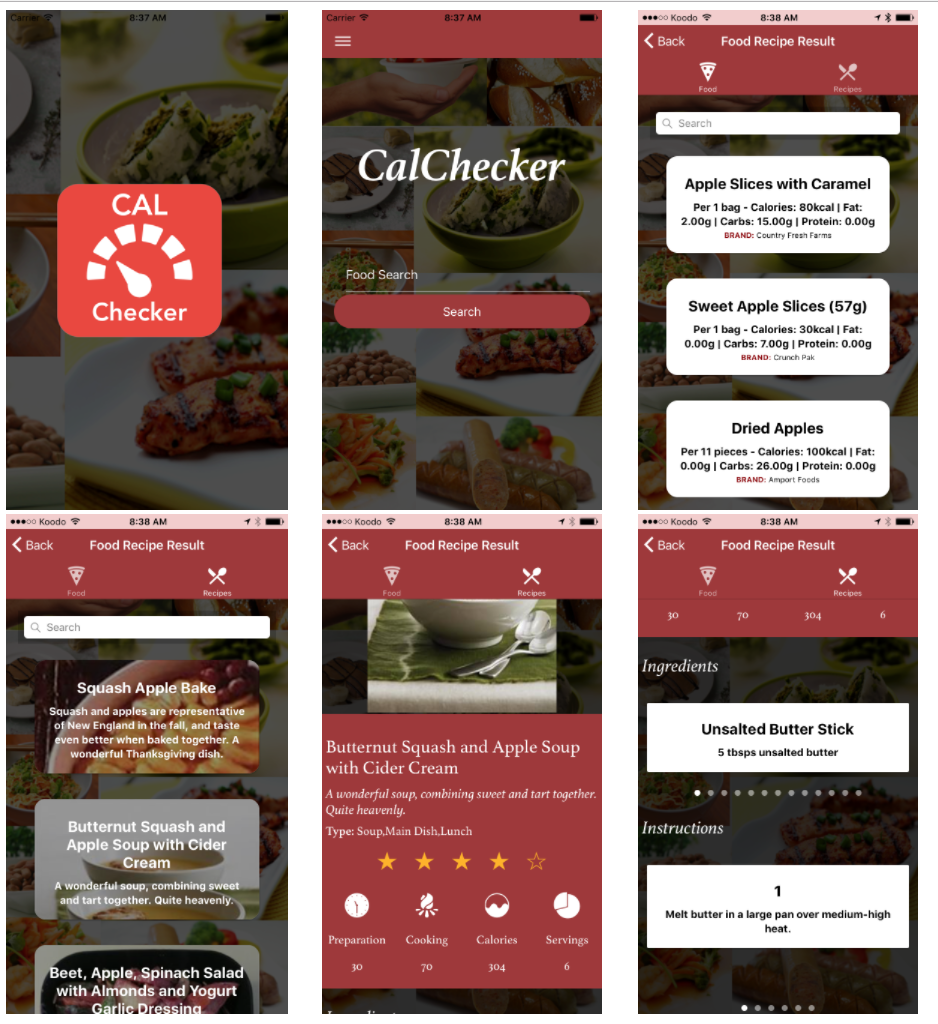 Carrier 8:37 AM
CAL
Checker
Carrier 8:37 AM
CalChecker
Food Search
Search
Koodo 8:38 AM
Back Food Recipe Result
Food Recipes
Search
Apple Slices with Caramel
Per 1 bag - Calories: 80kcal | Fat:
2.00g | Carbs: 15.00g | Protein: 0.00g
BRAND: Country Fresh Farms
Sweet Apple Slices (57g)
Per 1 bag - Calories: 30kcal | Fat:
0.00g | Carbs: 7.00g | Protein: 0.00g
BRAND: Crunch Pak
Dried Apples
Per 11 pieces - Calories: 100kcal | Fat:
0.00g | Carbs: 26.00g | Protein: 0.00g
BRAND: Amport Foods
Koodo 8:38 AM
Back Food Recipe Result
Food Recipes
Search
Squash Apple Bake
Squash and apples are representative
of New England in the fall, and taste
even better when baked together. A
wonderful Thanksgiving dish.
Butternut Squash and
Apple Soup with Cider
Cream
A wonderful soup, combining sweet
and tart together. Quite heavenly.
Beet, Apple, Spinach Salad
with Almonds and Yogurt
Garlic Dressing
Koodo 8:38 AM
Back Food Recipe Result
Food Recipes
Butternut Squash and Apple Soup
with Cider Cream
A wonderful soup, combining sweet and tart together.
Quite heavenly.
Type: Soup,Main Dish,Lunch
Preparation Cooking Calories Servings
30 70 304 6
Koodo 8:38 AM
Back Food Recipe Result
Food Recipes
30 70 304 6
Ingredients
Unsalted Butter Stick
5 tbsps unsalted butter
Instructions
1
Melt butter in a large pan over medium-high
heat.